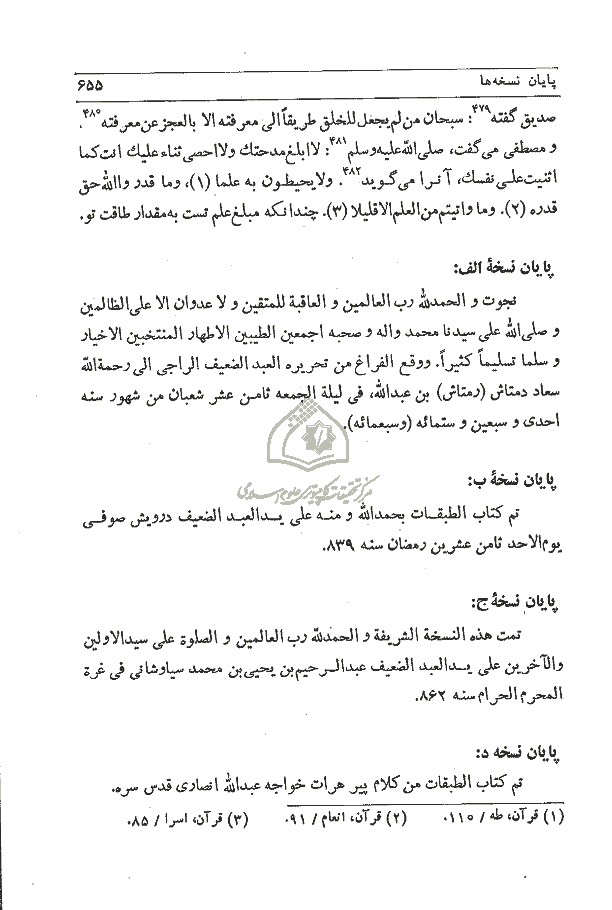 پایان نسخه‌ها ۶۵۵
صدیق گفته۴۷۹: سبحان من لم یجعل للخلق طریقاً الی معرفته الا بالعجز عن معرفته۴۸۰.
و مصطفی می‌گفت، صلی الله علیه وسلم۴۸۱: لا ابلغ مدحتك ولا احصی ثناء علیك انت کما
اثنیت علی نفسك، آنرا می‌گوید۴۸۲. ولا یحیطون به علما (۱)، وما قدر واالله حق
قدره (۲). وما واتیتم من العلم الاقلیلا (۳). چندانکه مبلغ علم تست به مقدار طاقت تو.
پایان نسخهٔ الف:
نجوت و الحمدلله رب العالمین و العاقبة للمتقین و لا عدوان الا علی الظالمین
و صلی الله علی سیدنا محمد واله و صحبه اجمعین الطیبین الاطهار المنتخبین الاخیار
و سلما تسلیماً کثیراً. ووقع الفراغ من تحریره العبد الضعیف الراجی الی رحمة الله
سعاد دمتاش (رمتاش) بن عبدالله، فی لیلة الجمعه ثامن عشر شعبان من شهور سنه
احدی و سبعین و ستمائه (وسبعمائه).
مرکز تحقیقات کامپیوتری علوم اسلامی
پایان نسخهٔ ب:
تم کتاب الطبقات بحمدالله و منه علی یدالعبد الضعیف درویش صوفی
یوم الاحد ثامن عشرین رمضان سنه ۸۳۹.
پایان نسخهٔ ج:
تمت هذه النسخة الشریفة و الحمدلله رب العالمین و الصلوة علی سیدالاولین
والآخرین علی یدالعبد الضعیف عبدالرحیم بن یحیی بن محمد سیاوشانی فی غرة
المحرم الحرام سنه ۸۶۲.
پایان نسخه د:
تم کتاب الطبقات من کلام پیر هرات خواجه عبدالله انصاری قدس سره.
(۱) قرآن، طه / ۱۱۰. (۲) قرآن، انعام / ۹۱. (۳) قرآن، اسرا / ۸۵.